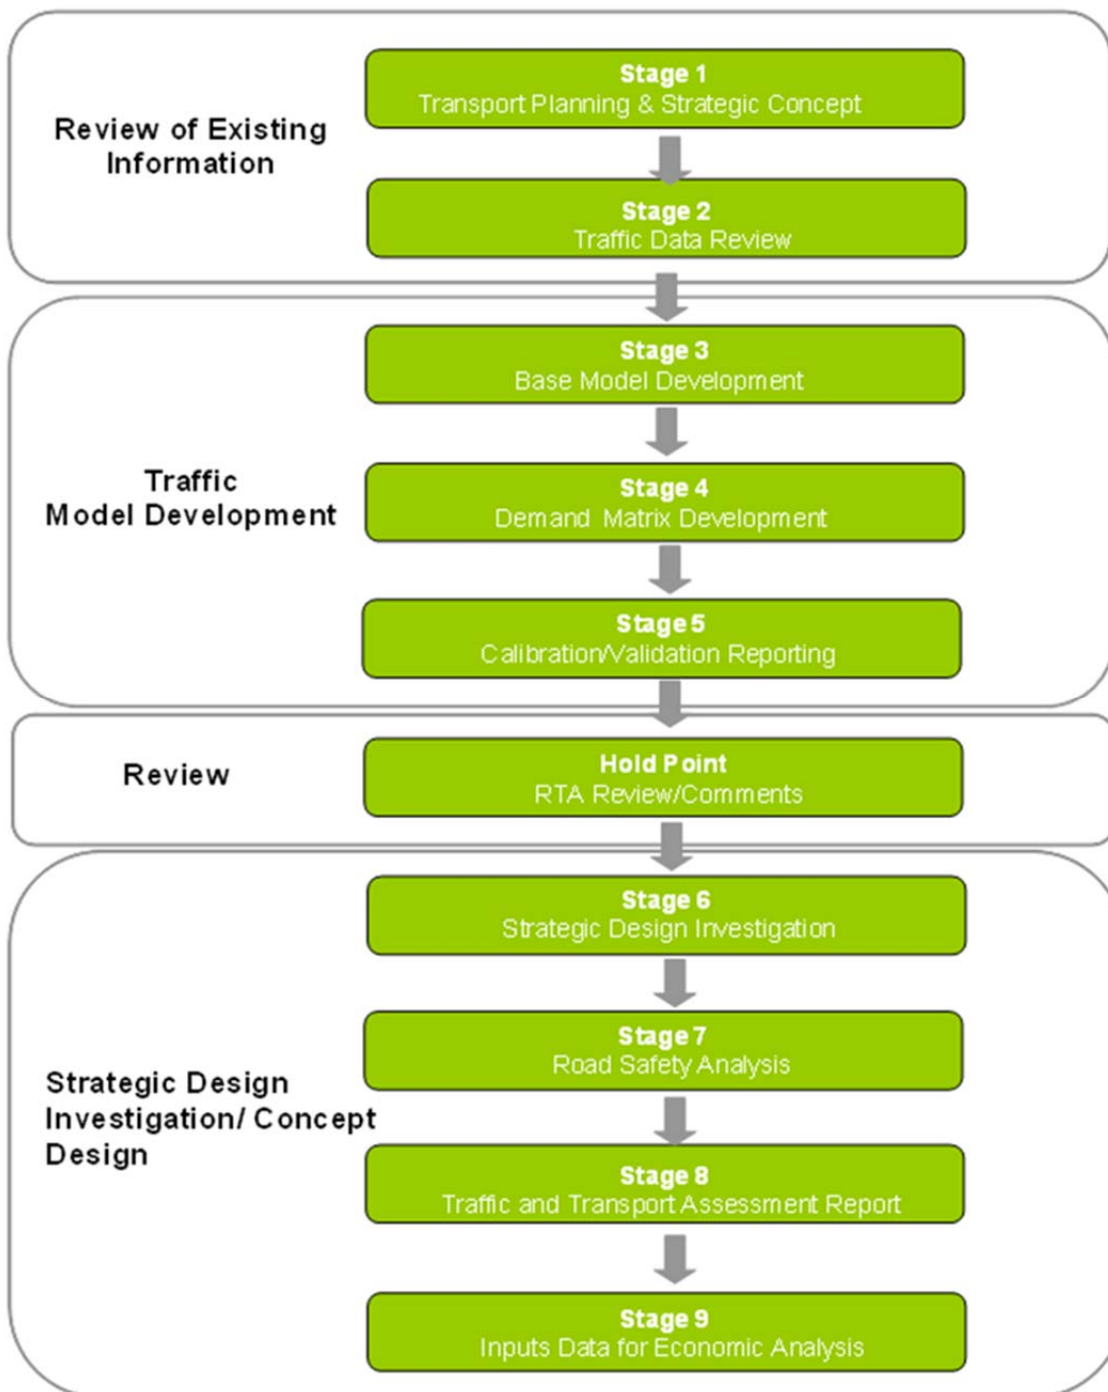 Review of Existing
Information
Stage 1
Transport Planning & Strategic Concept
Stage 2
Traffic Data Review
Traffic
Model Development
Stage 3
Base Model Development
Stage 4
Demand Matrix Development
Stage 5
Calibration/Validation Reporting
Review
Hold Point
RTA Review/Comments
Strategic Design
Investigation/ Concept
Design
Stage 6
Strategic Design Investigation
Stage 7
Road Safety Analysis
Stage 8
Traffic and Transport Assessment Report
Stage 9
Inputs Data for Economic Analysis